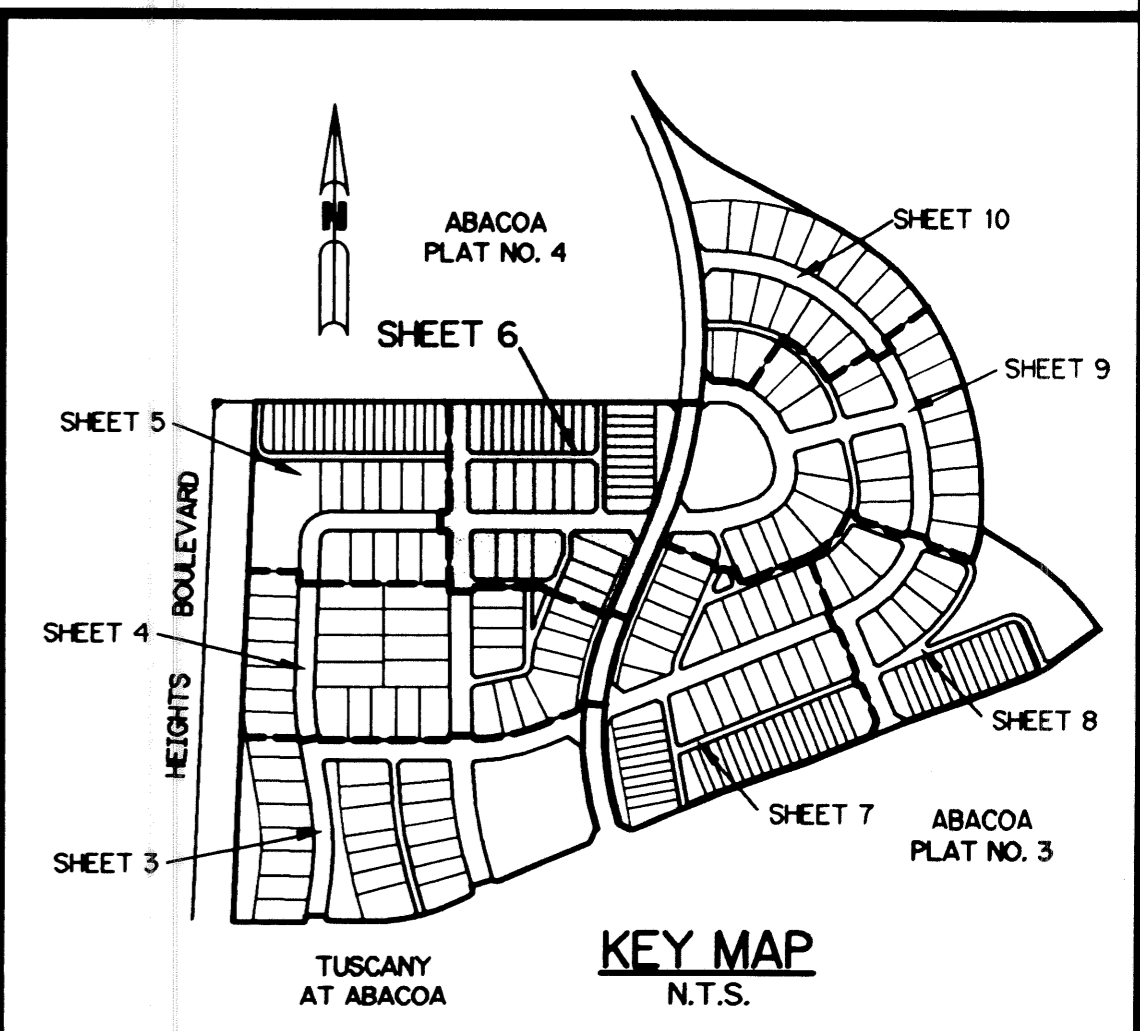 N
ABACOA
PLAT NO. 4
SHEET 10
SHEET 6
SHEET 9
SHEET 5
HEIGHTS BOULEVARD
SHEET 4
SHEET 8
SHEET 7
ABACOA
PLAT NO. 3
SHEET 3
KEY MAP
N.T.S.
TUSCANY
AT ABACOA